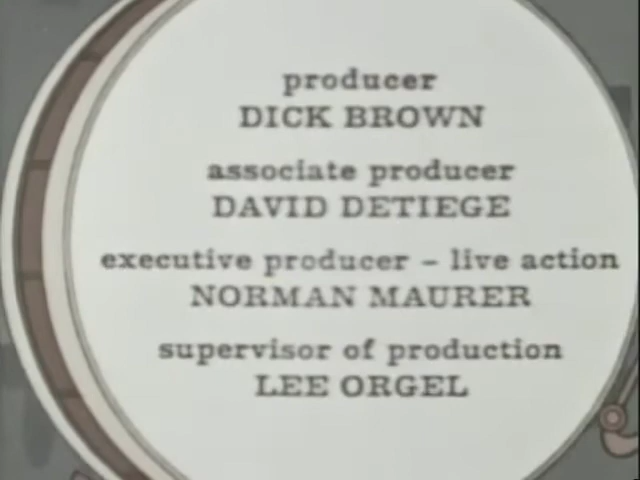 producer
DICK BROWN
associate producer
DAVID DETIEGE
executive producer – live action
NORMAN MAURER
supervisor of production
LEE ORGEL